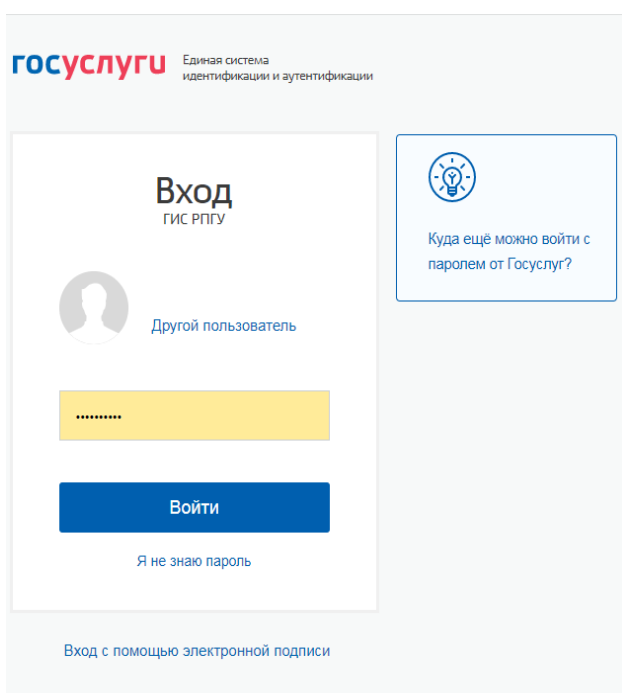 госуслуги
Единая система
идентификации и аутентификации
Вход
ГИС РПГУ
Другой пользователь
••••••••••
Войти
Я не знаю пароль
Вход с помощью электронной подписи
Куда ещё можно войти с
паролем от Госуслуг?